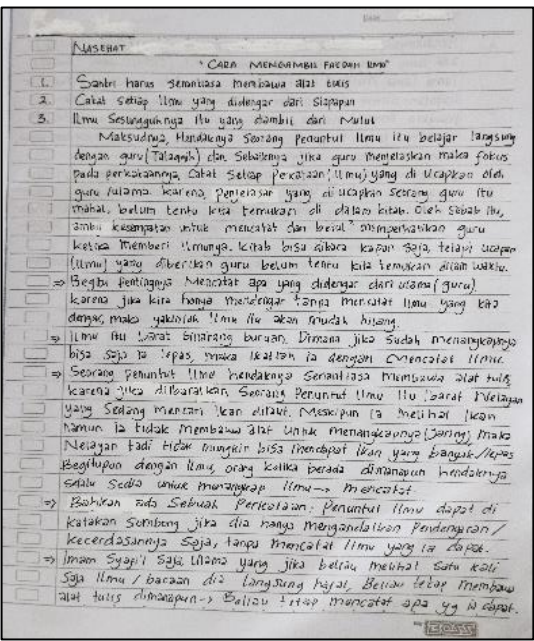 NASEHAT
"CARA MENGAMBIL FAEDAH ILMU"
1. Santri harus senantiasa membawa alat tulis
2. Catat setiap ilmu yang didengar dari siapapun
3. Ilmu Sesungguhnya itu yang diambil dari Mulut
Maksudnya, Hendaknya Seorang Penuntut Ilmu itu belajar langsung
dengan guru (Talaqqih) dan Sebaiknya jika guru menjelaskan maka fokus
pada perkataannya, Catat Setiap Perkataan (Ilmu) yang di Ucapkan oleh
guru /ulama. karena, penjelasan yang di ucapkan seorang guru itu
mahal, belum tentu kita temukan di dalam kitab. Oleh Sebab itu,
ambil kesempatan untuk mencatat dan betul" memperhatikan guru
ketika memberi ilmunya. kitab bisa dibaca kapan saja, tetapi ucapan
(Ilmu) yang diberikan guru belum tentu kita temukan dilain waktu.
⇒ Begitu pentingnya Mencatat apa yang didengar dari ulama (guru)
karena jika kita hanya mendengar tanpa mencatat Ilmu yang kita
dengar, maka yakinlah ilmu itu akan mudah hilang.
⇒ Ilmu itu ibarat binatang buruan. Dimana jika sudah menangkapnya
bisa saja ia lepas, maka ikatlah ia dengan Mencatat Ilmu.
⇒ Seorang penuntut Ilmu hendaknya Senantiasa Membawa alat tulis
karena jika diibaratkan, Seorang Penuntut Ilmu itu ibarat Nelayan
yang Sedang Mencari Ikan dilaut. Meskipun ia melihat Ikan
namun ia tidak Membawa alat untuk menangkapnya (Jaring), maka
Nelayan tadi tidak mungkin bisa mendapat ikan yang banyak /lepas
Begitupun dengan ilmu, orang ketika berada dimanapun hendaknya
selalu Sedia untuk menangkap Ilmu → Mencatat
⇒ Bahkan ada Sebuah Perkataan; Penuntut Ilmu dapat di
katakan Sombong jika dia hanya mengandalkan Pendengaran /
kecerdasannya Saja, tanpa Mencatat Ilmu yang ia dapat.
⇒ Imam Syapi'i Saja, Ulama yang jika beliau melihat Satu kali
Saja Ilmu / bacaan dia langsung hafal, Beliau tetap Membawa
alat tulis dimanapun → Beliau tetap mencatat apa yg ia dapat.